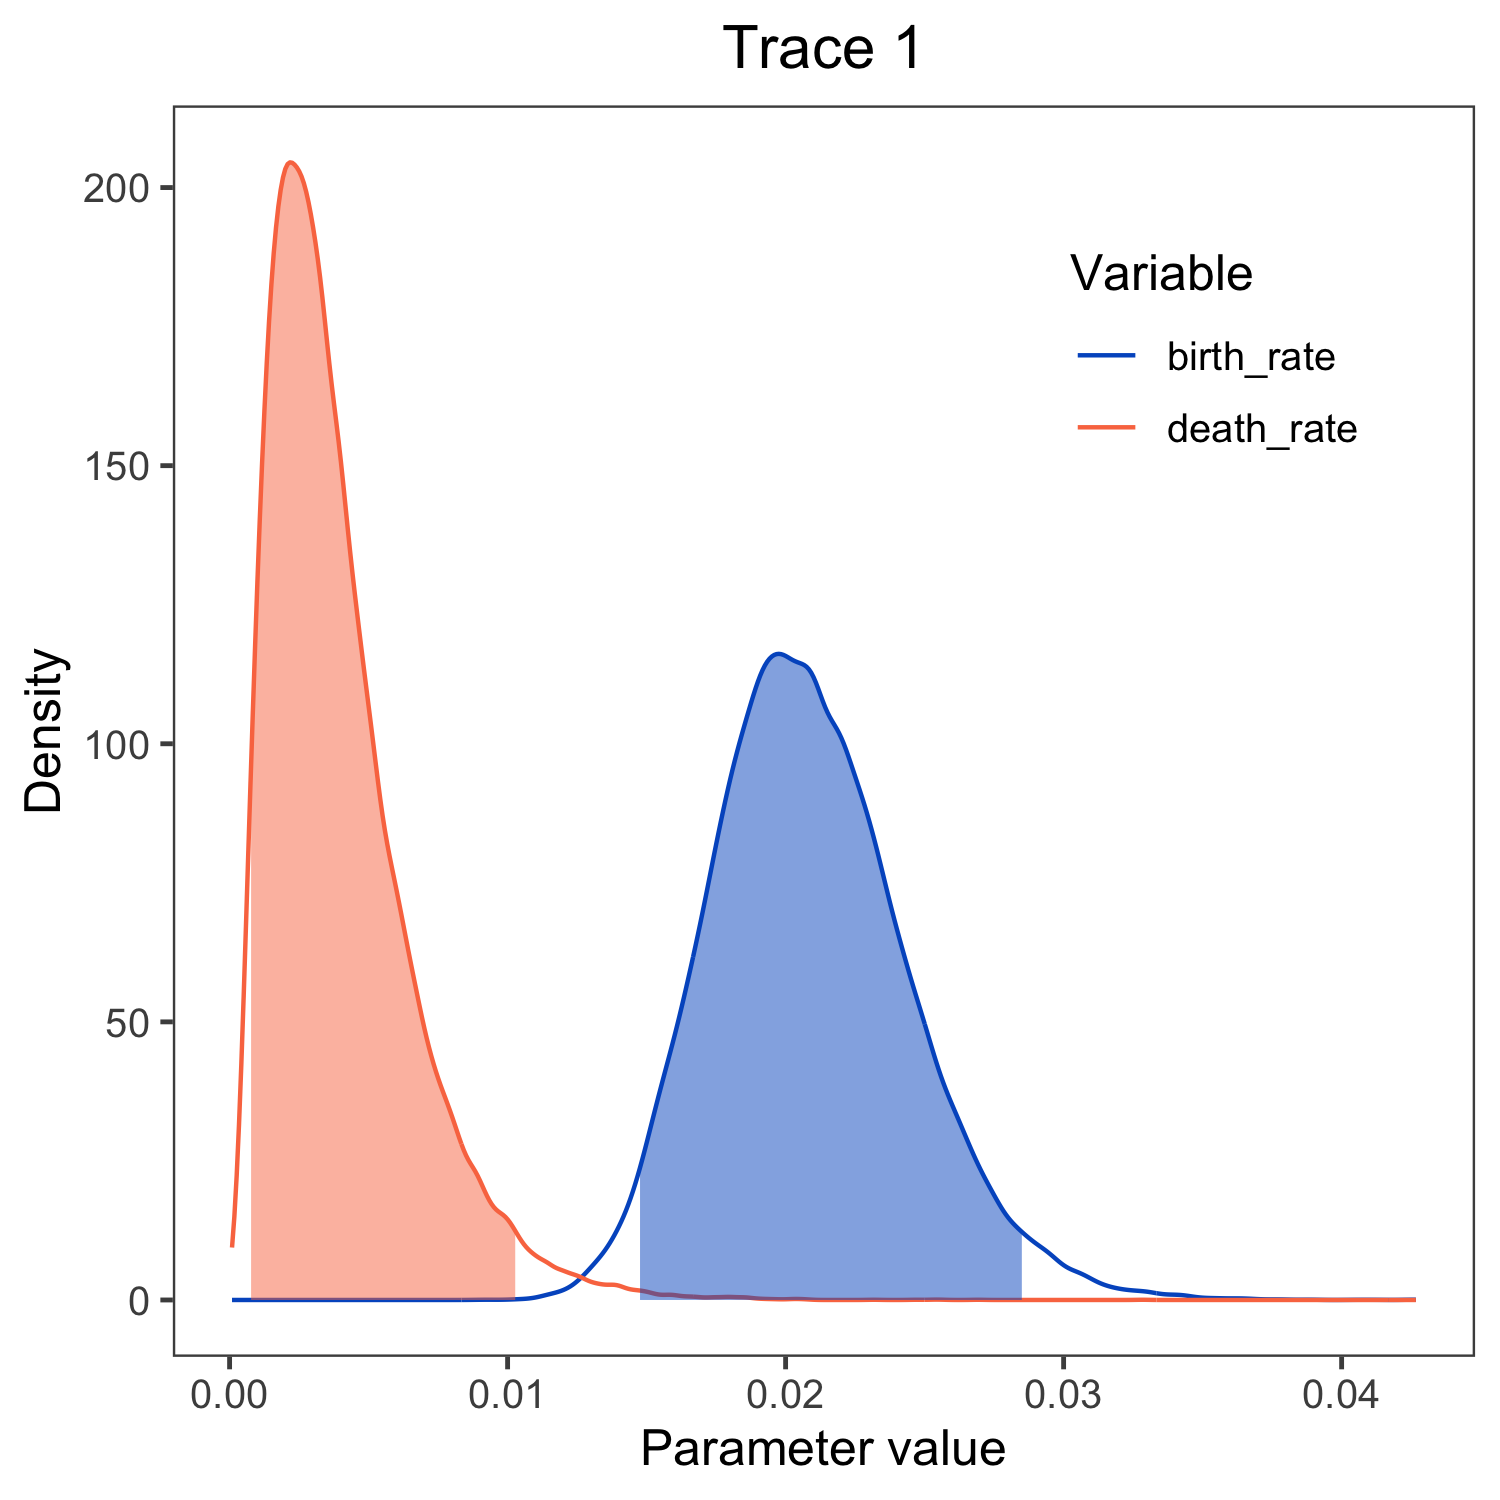 Trace 1
200
150
100
50
0
Density
Variable
birth_rate
death_rate
0.00 0.01 0.02 0.03 0.04
Parameter value